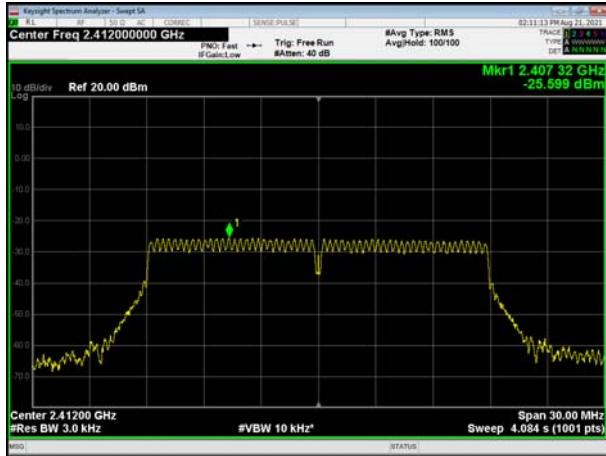 Keysight Spectrum Analyzer - Swept SA
RL RF 50 Ω AC CORREC SENSE:PULSE 02:11:13 PM Aug 21, 2021
Center Freq 2.412000000 GHz
#Avg Type: RMS
Avg|Hold: 100/100
TRACE 1 2 3 4 5 6
TYPE A WWWWW
DET A N N N N N
PNO: Fast
IFGain:Low
Trig: Free Run
#Atten: 40 dB
Mkr1 2.407 32 GHz
-25.599 dBm
10 dB/div Ref 20.00 dBm
Log
10.0
0.00
-10.0
-20.0
-30.0
-40.0
-50.0
-60.0
-70.0
1
Center 2.41200 GHz Span 30.00 MHz
#Res BW 3.0 kHz #VBW 10 kHz* Sweep 4.084 s (1001 pts)
MSG STATUS